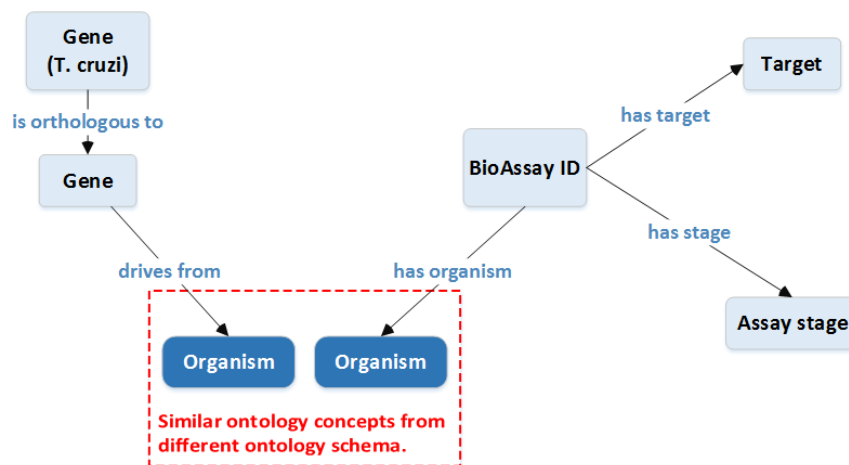 Gene
(T. cruzi)
Target
is orthologous to
has target
Gene
BioAssay ID
has stage
drives from
has organism
Organism
Organism
Assay stage
Similar ontology concepts from
different ontology schema.